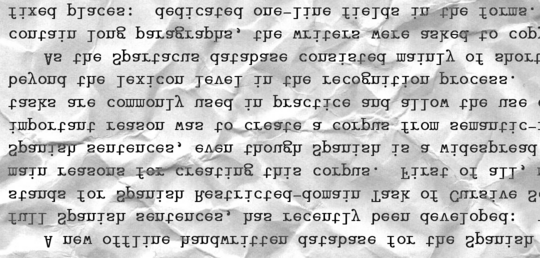 A new offline handwritten database for the Spanish
full Spanish sentences, has recently been developed:
stands for Spanish Restricted-domain Task of Cursive
main reasons for creating this corpus. First of all,
Spanish sentences, even though Spanish is a widespread
important reason was to create a corpus from semantic-
tasks are commonly used in practice and allow the use
beyond the lexicon level in the recognition process.
As the Spartacus database consisted mainly of short
contain long paragraphs, the writers were asked to copy
fixed places: dedicated one-line fields in the forms.